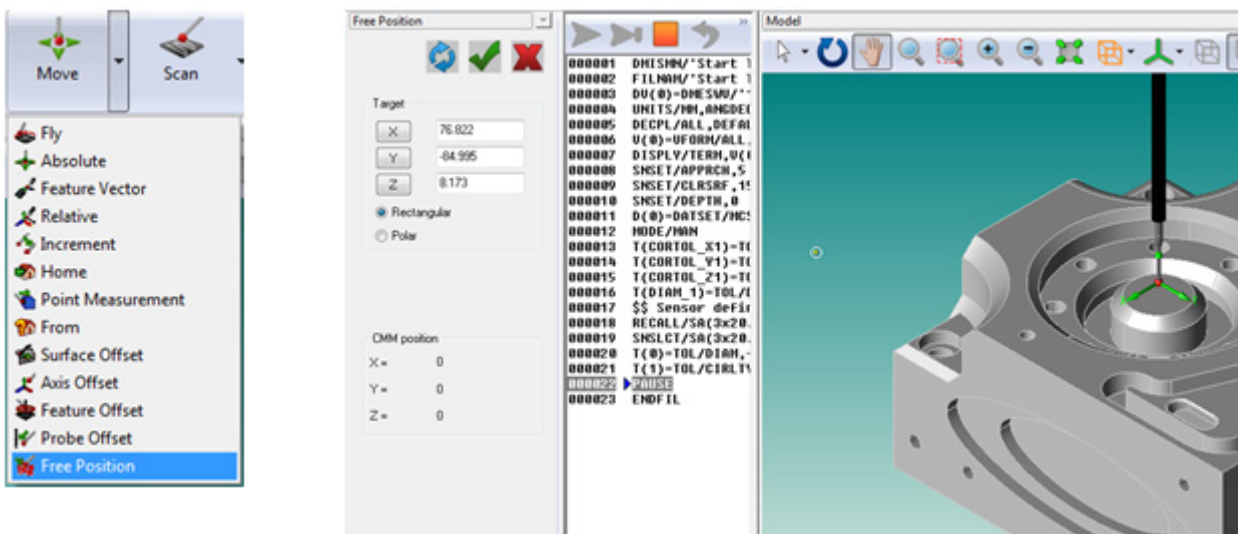 Move
Scan
Fly
Absolute
Feature Vector
Relative
Increment
Home
Point Measurement
From
Surface Offset
Axis Offset
Feature Offset
Probe Offset
Free Position
Free Position
Target
X 76.822
Y -84.995
Z 8.173
Rectangular
Polar
CMM position
X= 0
Y= 0
Z= 0
»
000001 DMISMN/'Start
000002 FILNAM/'Start
000003 DV(0)=DMESWV/'
000004 UNITS/MM,ANGDEC
000005 DECPL/ALL,DEFAU
000006 V(0)=VFORM/ALL,
000007 DISPLY/TERM,V(
000008 SNSET/APPRCH,5
000009 SNSET/CLRSRF,15
000010 SNSET/DEPTH,0
000011 D(0)=DATSET/MCS
000012 MODE/MAN
000013 T(CORTOL_X1)=TO
000014 T(CORTOL_Y1)=TO
000015 T(CORTOL_Z1)=TO
000016 T(DIAM_1)=TOL/D
000017 $$ Sensor defin
000018 RECALL/SA(3x20.
000019 SNSLCT/SA(3x20.
000020 T(0)=TOL/DIAM,-
000021 T(1)=TOL/CIRLTY
000022 PAUSE
000023 ENDFIL
Model